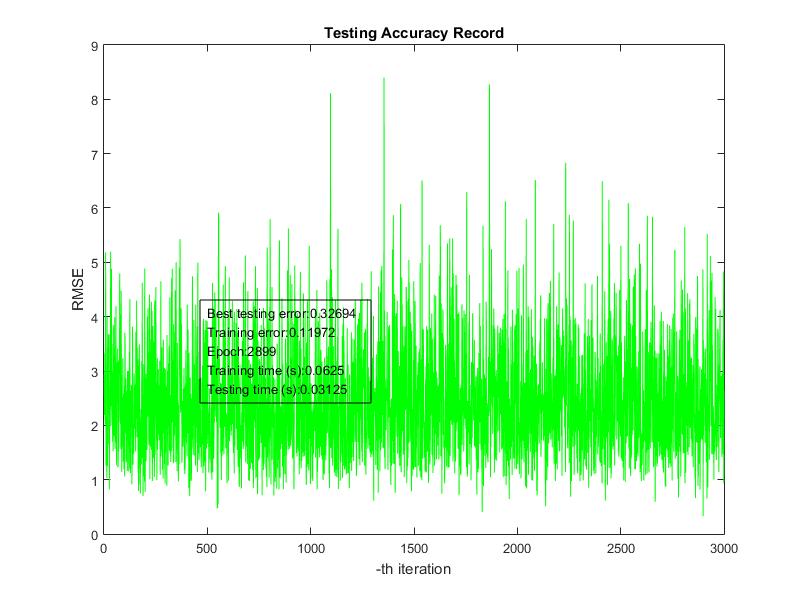 Testing Accuracy Record
9
8
7
6
5
4
3
2
1
0
RMSE
Best testing error:0.32694
Training error:0.11972
Epoch:2899
Training time (s):0.0625
Testing time (s):0.03125
0 500 1000 1500 2000 2500 3000
-th iteration